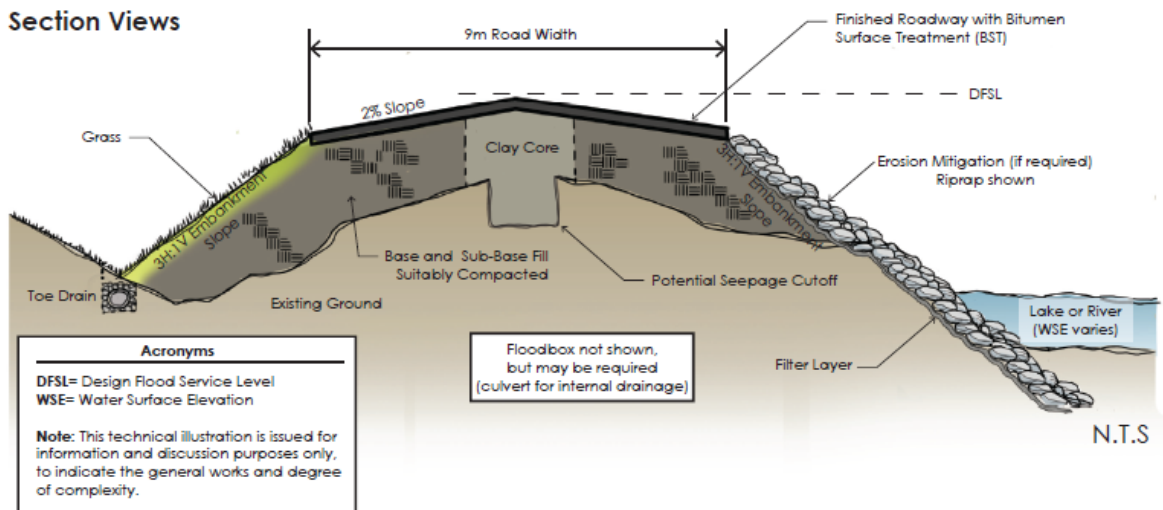 Section Views
9m Road Width
Finished Roadway with Bitumen
Surface Treatment (BST)
DFSL
2% Slope
Grass
Clay Core
Erosion Mitigation (if required)
Riprap shown
3H:1V Embankment
Slope
3H:1V Embankment
Slope
Base and Sub-Base Fill
Suitably Compacted
Potential Seepage Cutoff
Toe Drain
Existing Ground
Lake or River
(WSE varies)
Floodbox not shown,
but may be required
(culvert for internal drainage)
Filter Layer
N.T.S
Acronyms
DFSL= Design Flood Service Level
WSE= Water Surface Elevation
Note: This technical illustration is issued for
information and discussion purposes only,
to indicate the general works and degree
of complexity.